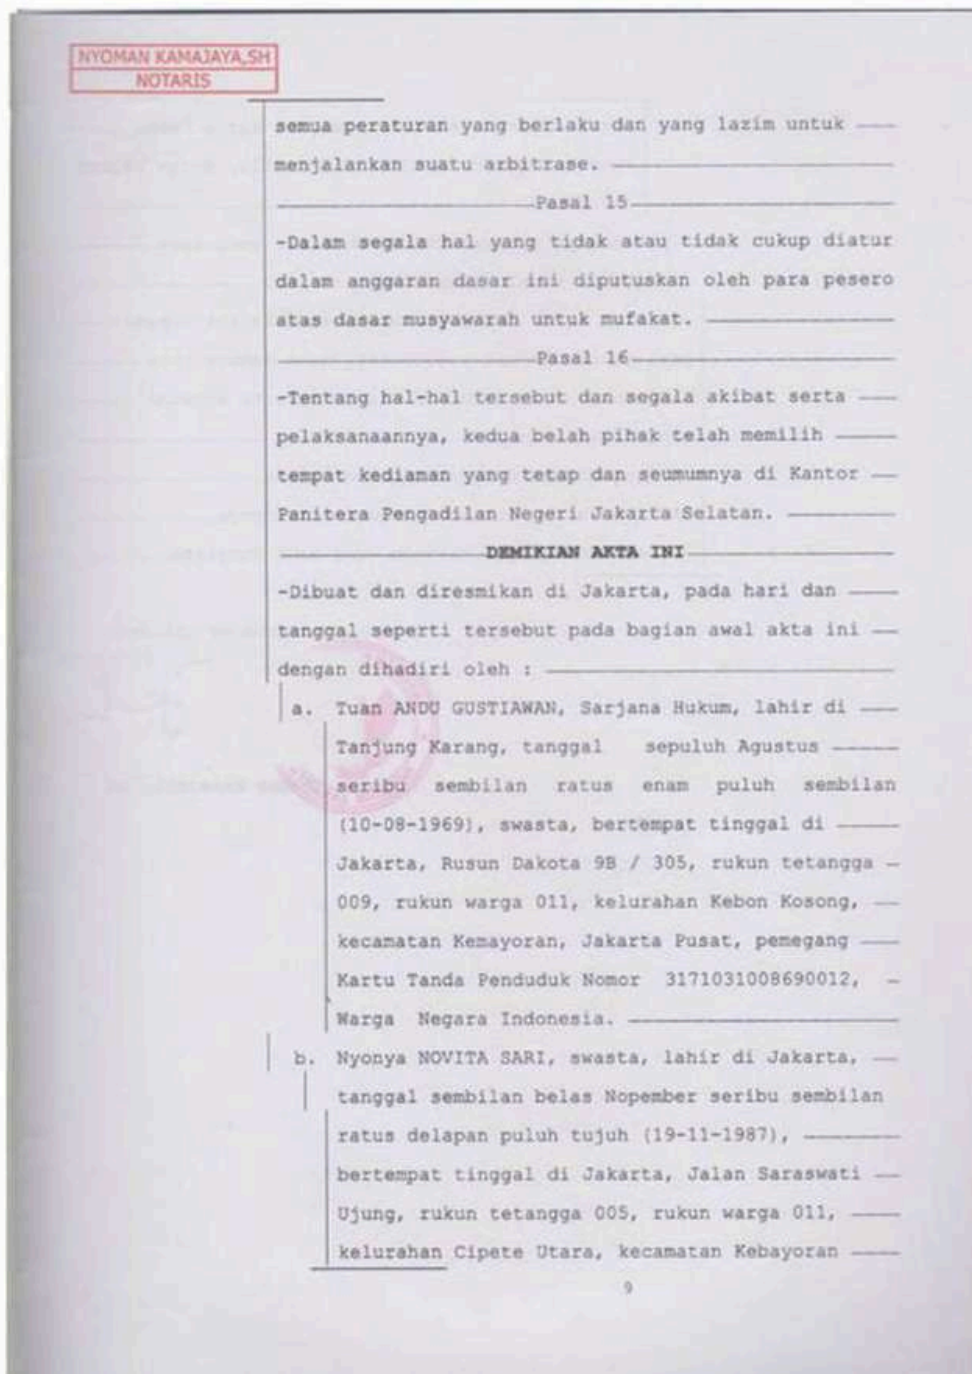 NYOMAN KAMAJAYA,SH
NOTARIS
semua peraturan yang berlaku dan yang lazim untuk
menjalankan suatu arbitrase.
Pasal 15
-Dalam segala hal yang tidak atau tidak cukup diatur
dalam anggaran dasar ini diputuskan oleh para pesero
atas dasar musyawarah untuk mufakat.
Pasal 16
-Tentang hal-hal tersebut dan segala akibat serta
pelaksanaannya, kedua belah pihak telah memilih
tempat kediaman yang tetap dan seumumnya di Kantor
Panitera Pengadilan Negeri Jakarta Selatan.
DEMIKIAN AKTA INI
-Dibuat dan diresmikan di Jakarta, pada hari dan
tanggal seperti tersebut pada bagian awal akta ini
dengan dihadiri oleh :
a. Tuan ANDU GUSTIAWAN, Sarjana Hukum, lahir di
Tanjung Karang, tanggal sepuluh Agustus
seribu sembilan ratus enam puluh sembilan
(10-08-1969), swasta, bertempat tinggal di
Jakarta, Rusun Dakota 9B / 305, rukun tetangga
009, rukun warga 011, kelurahan Kebon Kosong,
kecamatan Kemayoran, Jakarta Pusat, pemegang
Kartu Tanda Penduduk Nomor 3171031008690012,
Warga Negara Indonesia.
b. Nyonya NOVITA SARI, swasta, lahir di Jakarta,
tanggal sembilan belas Nopember seribu sembilan
ratus delapan puluh tujuh (19-11-1987),
bertempat tinggal di Jakarta, Jalan Saraswati
Ujung, rukun tetangga 005, rukun warga 011,
kelurahan Cipete Utara, kecamatan Kebayoran
9